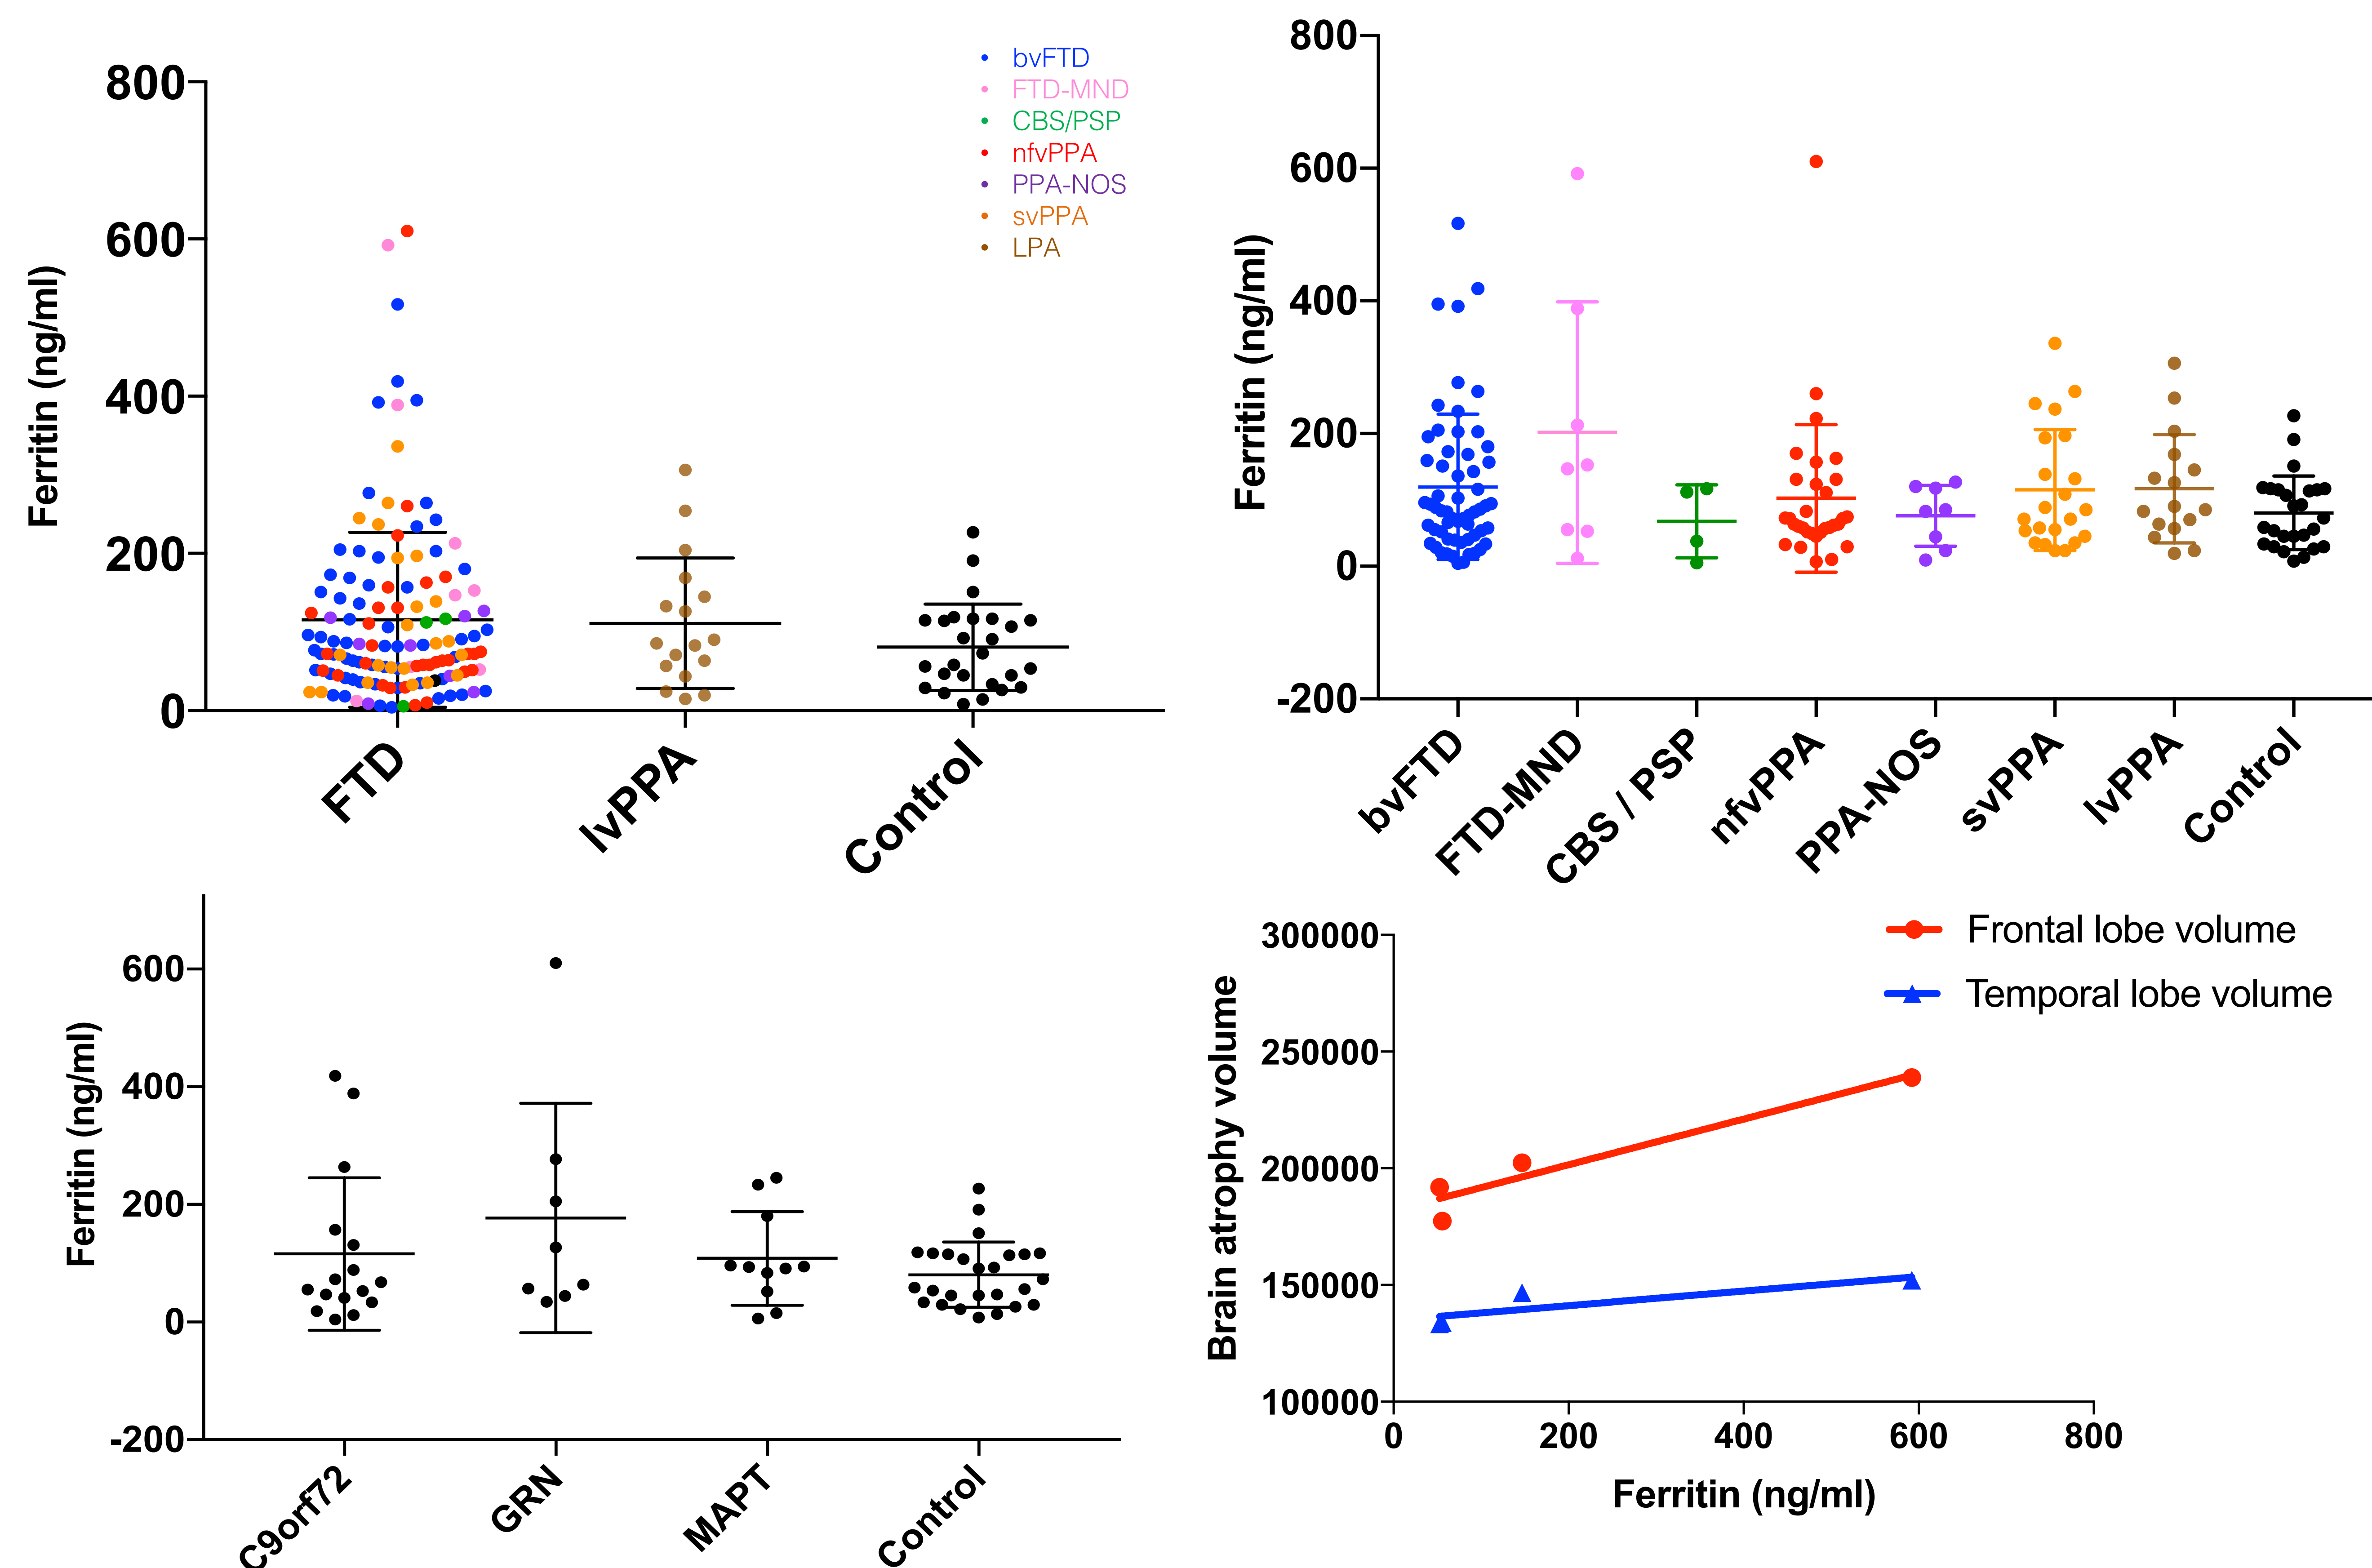 bvFTD
FTD-MND
CBS/PSP
nfvPPA
PPA-NOS
svPPA
LPA
Ferritin (ng/ml)
800
600
400
200
0
FTD
lvPPA
Control
Ferritin (ng/ml)
800
600
400
200
0
-200
bvFTD
FTD-MND
CBS / PSP
nfvPPA
PPA-NOS
svPPA
lvPPA
Control
Ferritin (ng/ml)
600
400
200
0
-200
C9orf72
GRN
MAPT
Control
Frontal lobe volume
Temporal lobe volume
Brain atrophy volume
300000
250000
200000
150000
100000
0
200
400
600
800
Ferritin (ng/ml)